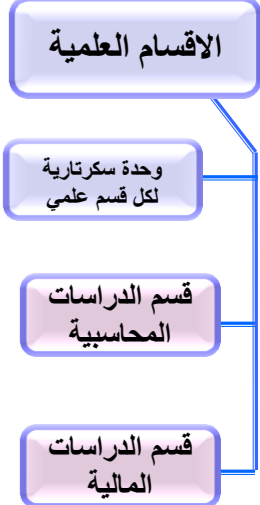 الاقسام العلمية
وحدة سكرتارية
لكل قسم علمي
قسم الدراسات
المحاسبية
قسم الدراسات
المالية